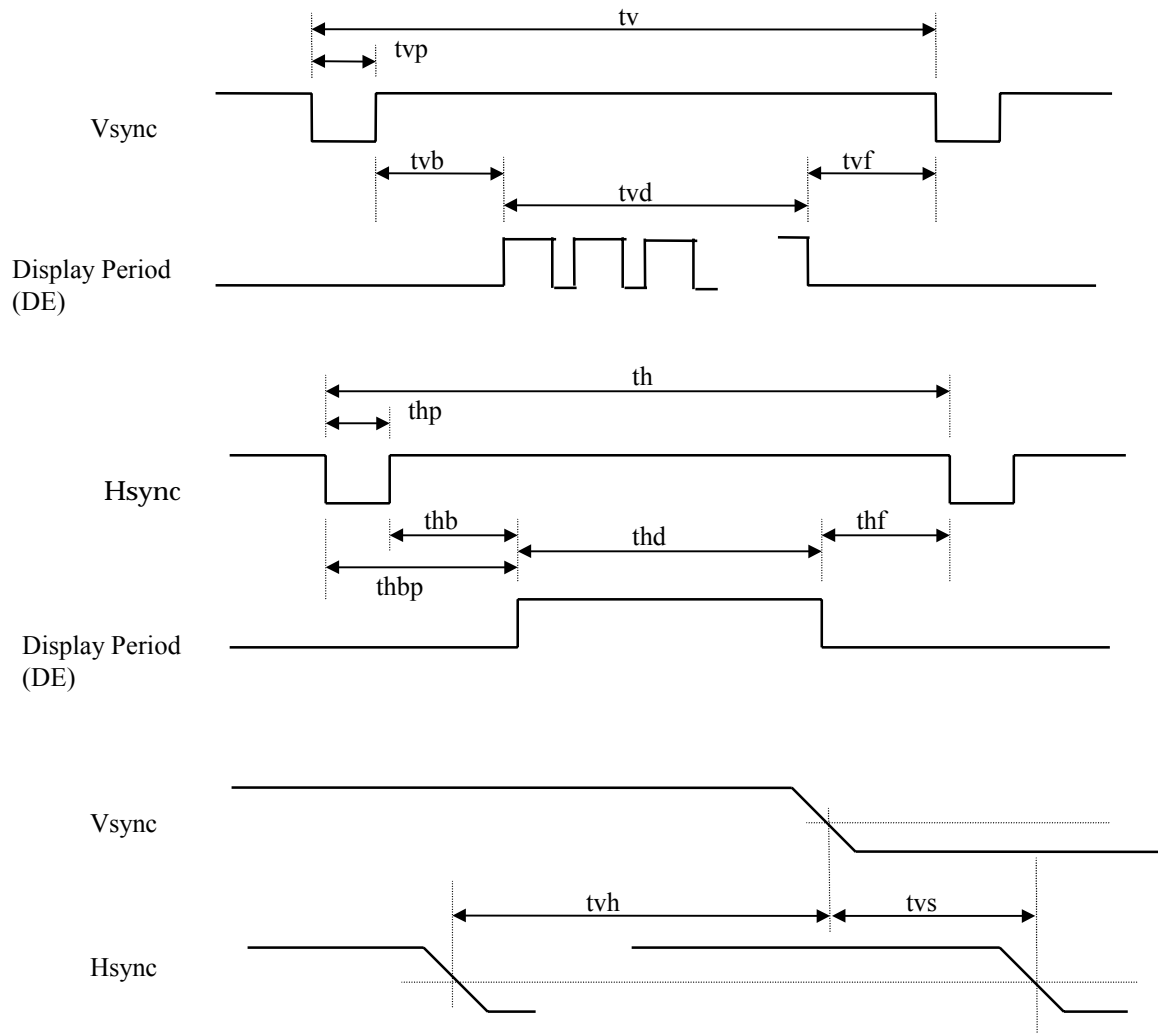 tv
tvp
Vsync
tvb
tvf
tvd
Display Period
(DE)
th
thp
Hsync
thb
thf
thd
thbp
Display Period
(DE)
Vsync
tvh
tvs
Hsync